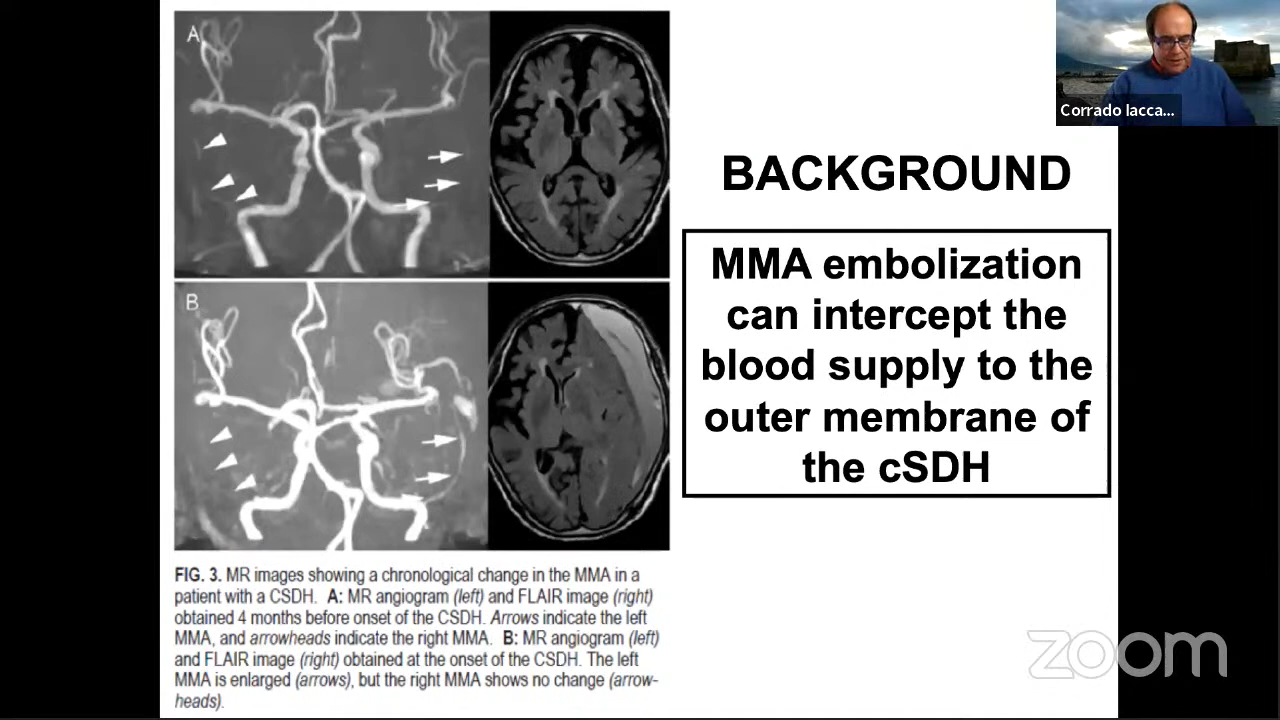 A
B
FIG. 3. MR images showing a chronological change in the MMA in a
patient with a CSDH. A: MR angiogram (left) and FLAIR image (right)
obtained 4 months before onset of the CSDH. Arrows indicate the left
MMA, and arrowheads indicate the right MMA. B: MR angiogram (left)
and FLAIR image (right) obtained at the onset of the CSDH. The left
MMA is enlarged (arrows), but the right MMA shows no change (arrow-
heads).
BACKGROUND
MMA embolization
can intercept the
blood supply to the
outer membrane of
the cSDH
Corrado Iacca...
zoom